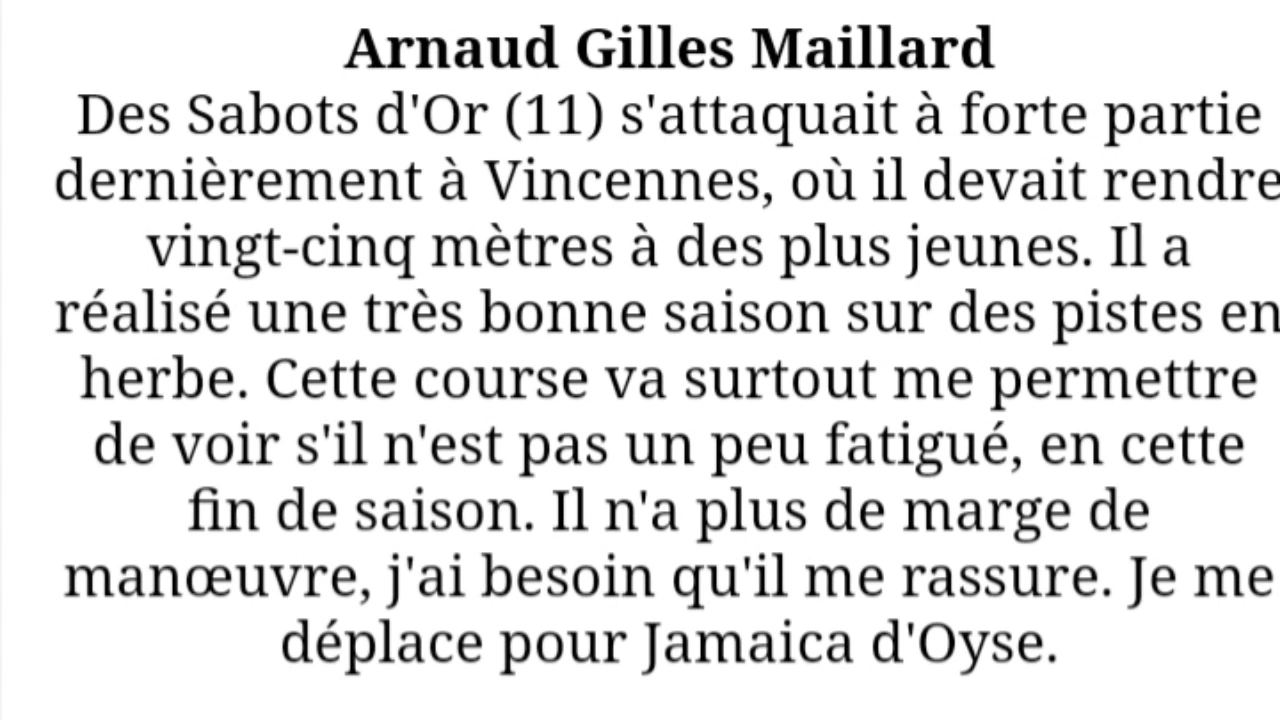 Arnaud Gilles Maillard
Des Sabots d'Or (11) s'attaquait à forte partie
dernièrement à Vincennes, où il devait rendre
vingt-cinq mètres à des plus jeunes. Il a
réalisé une très bonne saison sur des pistes en
herbe. Cette course va surtout me permettre
de voir s'il n'est pas un peu fatigué, en cette
fin de saison. Il n'a plus de marge de
manœuvre, j'ai besoin qu'il me rassure. Je me
déplace pour Jamaica d'Oyse.